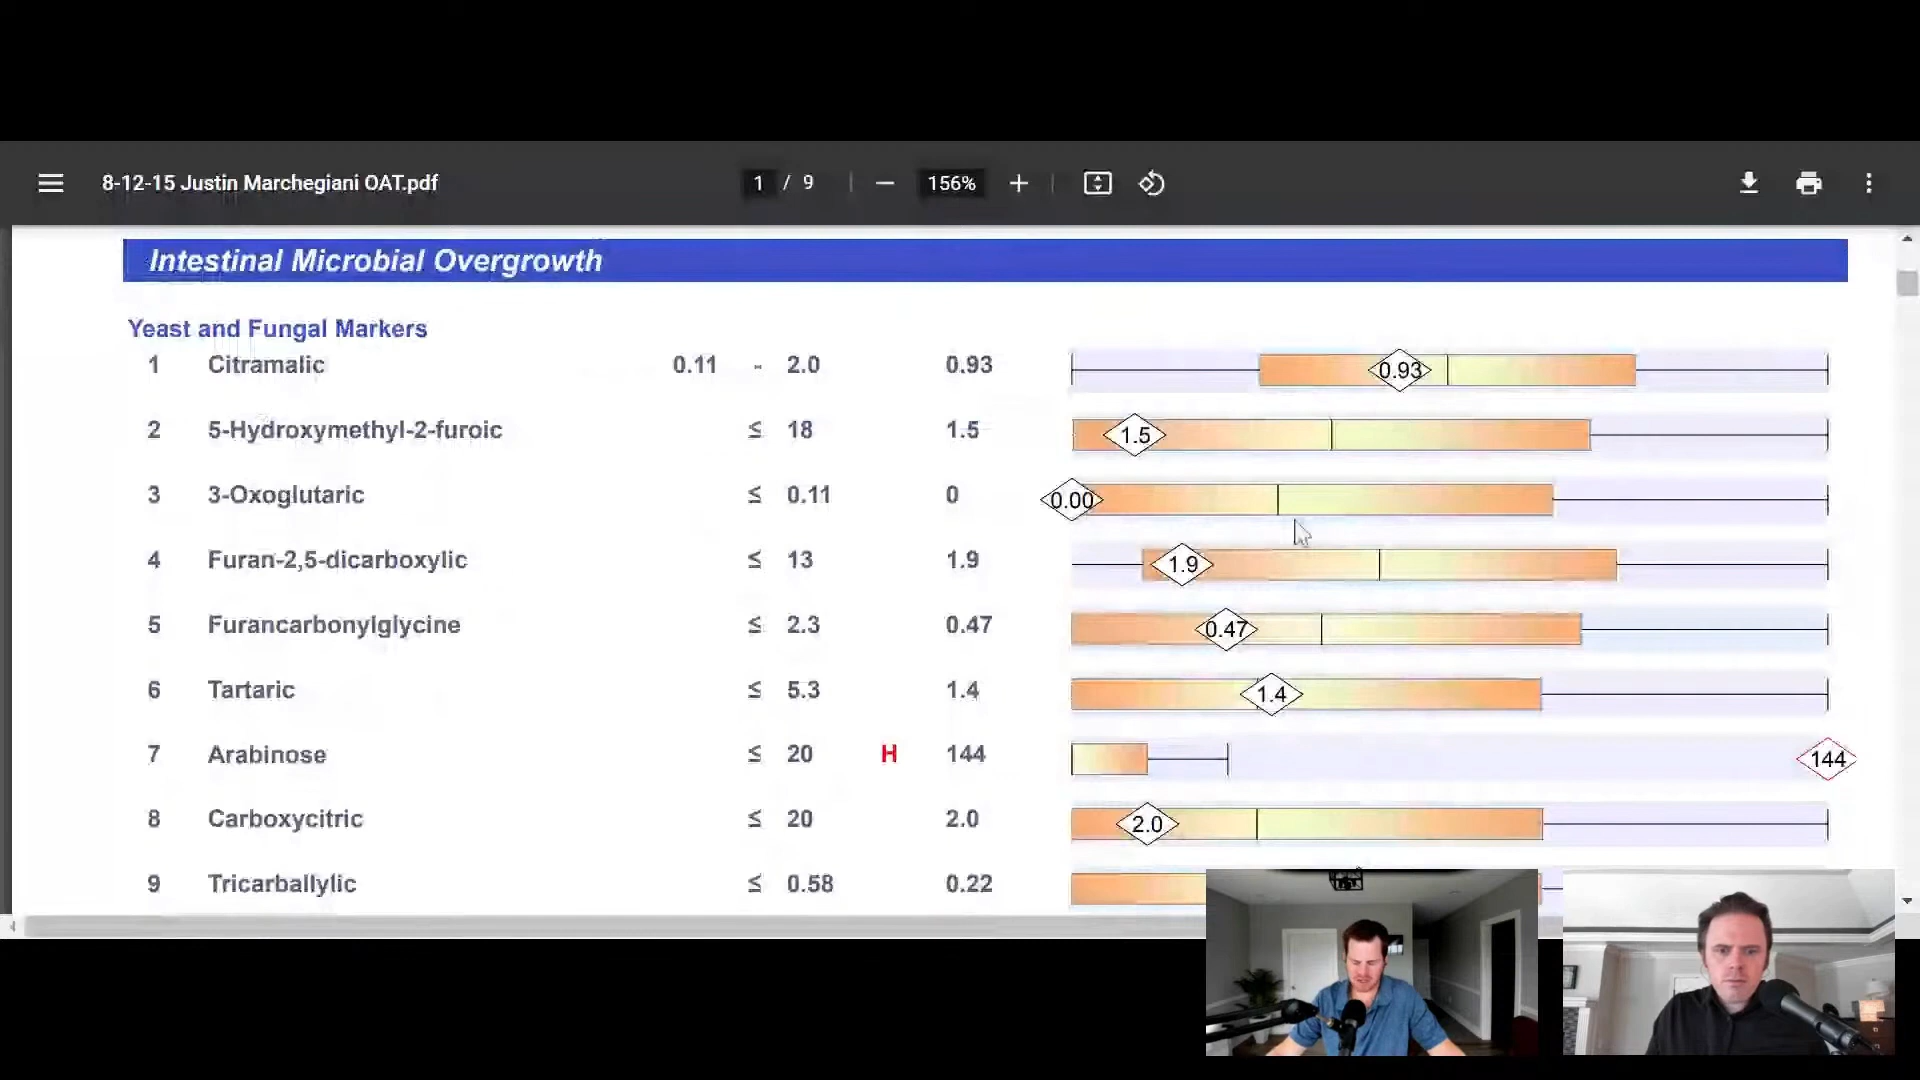 8-12-15 Justin Marchegiani OAT.pdf 1 / 9 156%
Intestinal Microbial Overgrowth
Yeast and Fungal Markers
1 Citramalic 0.11 - 2.0 0.93 0.93
2 5-Hydroxymethyl-2-furoic ≤ 18 1.5 1.5
3 3-Oxoglutaric ≤ 0.11 0 0.00
4 Furan-2,5-dicarboxylic ≤ 13 1.9 1.9
5 Furancarbonylglycine ≤ 2.3 0.47 0.47
6 Tartaric ≤ 5.3 1.4 1.4
7 Arabinose ≤ 20 H 144 144
8 Carboxycitric ≤ 20 2.0 2.0
9 Tricarballylic ≤ 0.58 0.22